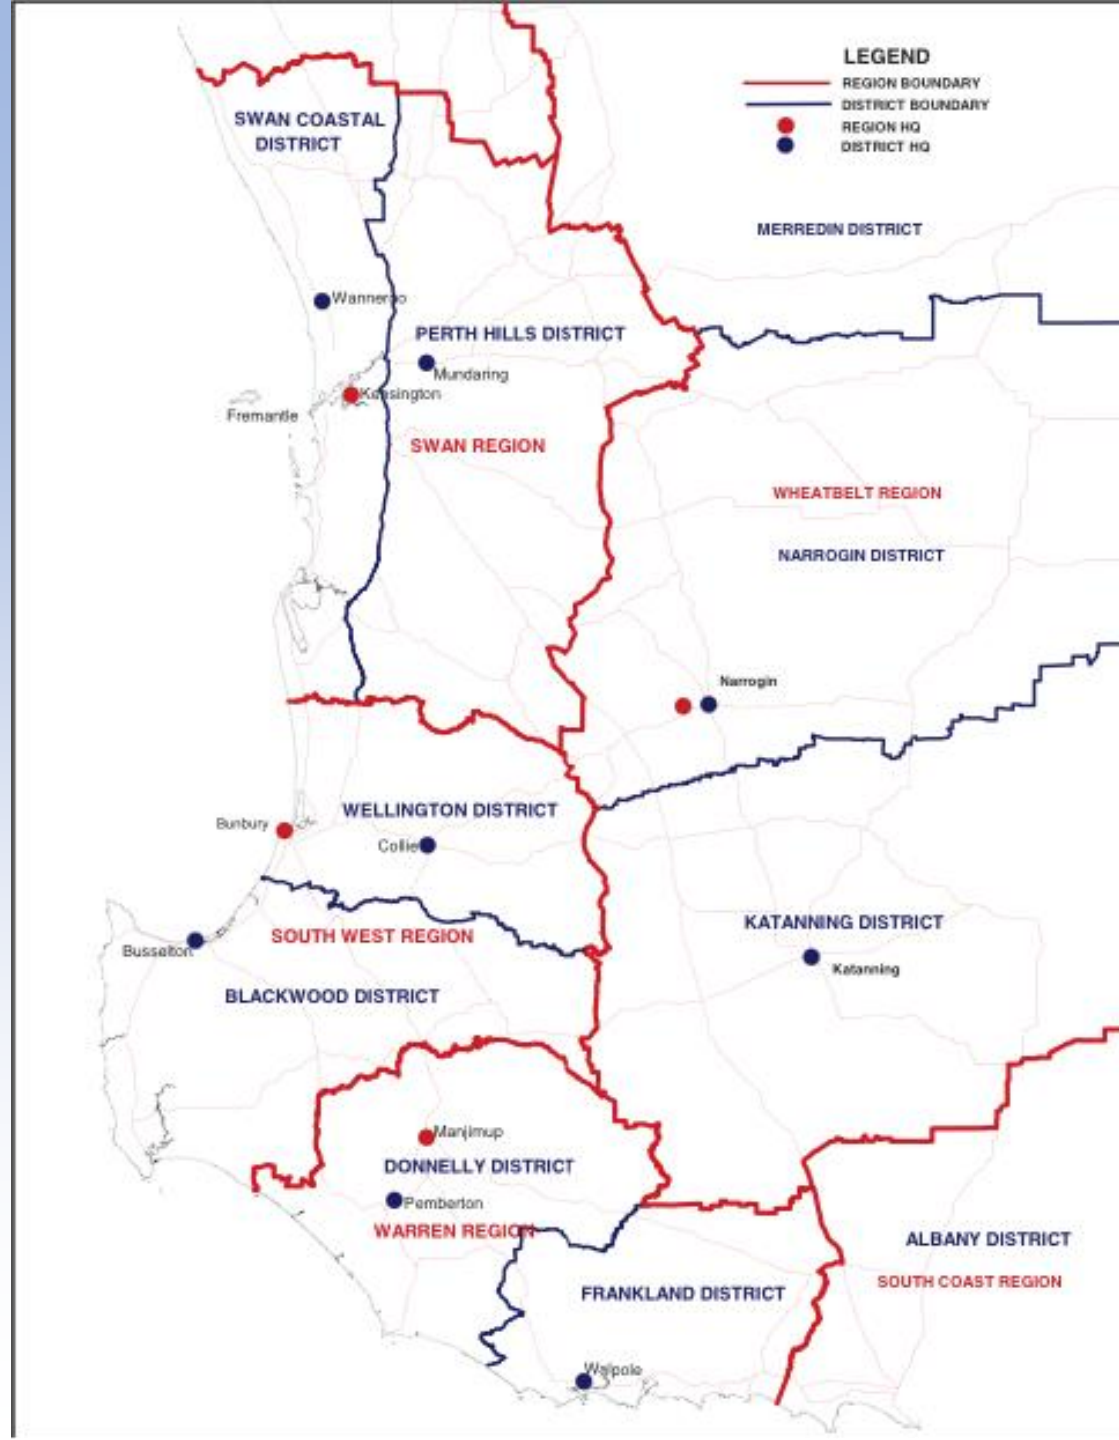 LEGEND
REGION BOUNDARY
DISTRICT BOUNDARY
REGION HQ
DISTRICT HQ
SWAN COASTAL
DISTRICT
MERREDIN DISTRICT
Wanneroo
PERTH HILLS DISTRICT
Mundaring
Kensington
Fremantle
SWAN REGION
WHEATBELT REGION
NARROGIN DISTRICT
Narrogin
WELLINGTON DISTRICT
Bunbury
Collie
KATANNING DISTRICT
SOUTH WEST REGION
Busselton
Katanning
BLACKWOOD DISTRICT
Manjimup
DONNELLY DISTRICT
Pemberton
WARREN REGION
ALBANY DISTRICT
SOUTH COAST REGION
FRANKLAND DISTRICT
Walpole